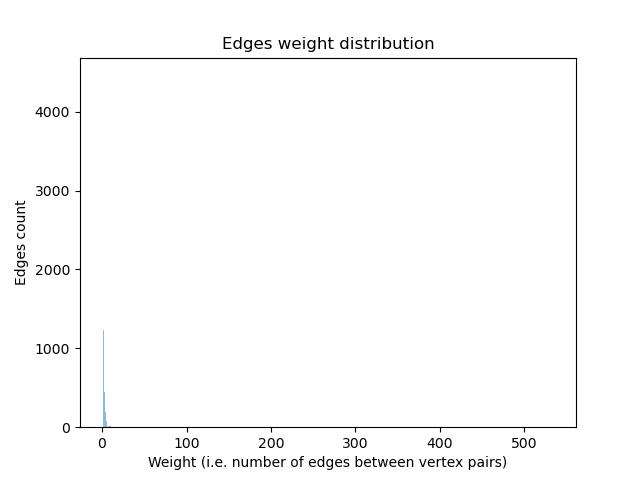 Edges weight distribution
4000
3000
2000
1000
0
Edges count
0 100 200 300 400 500
Weight (i.e. number of edges between vertex pairs)